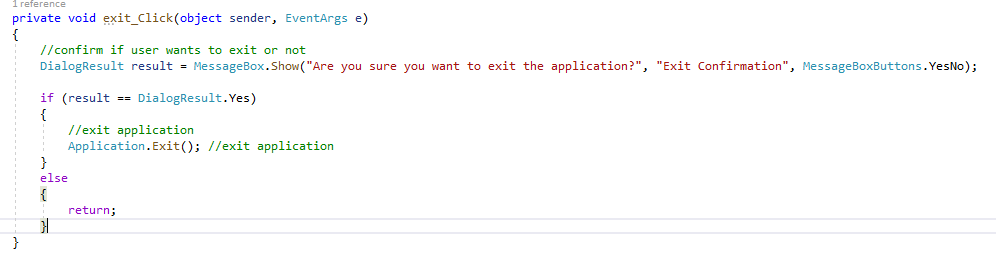 1 reference
private void exit_Click(object sender, EventArgs e)
{
    //confirm if user wants to exit or not
    DialogResult result = MessageBox.Show("Are you sure you want to exit the application?", "Exit Confirmation", MessageBoxButtons.YesNo);

    if (result == DialogResult.Yes)
    {
        //exit application
        Application.Exit(); //exit application
    }
    else
    {
        return;
    }
}